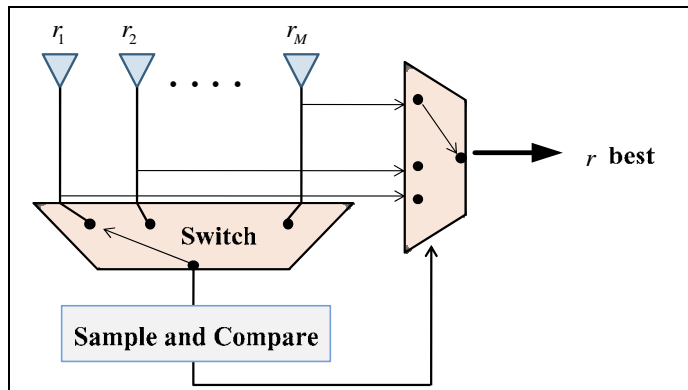 r1 r2 . . . . rM
r best
Switch
Sample and Compare